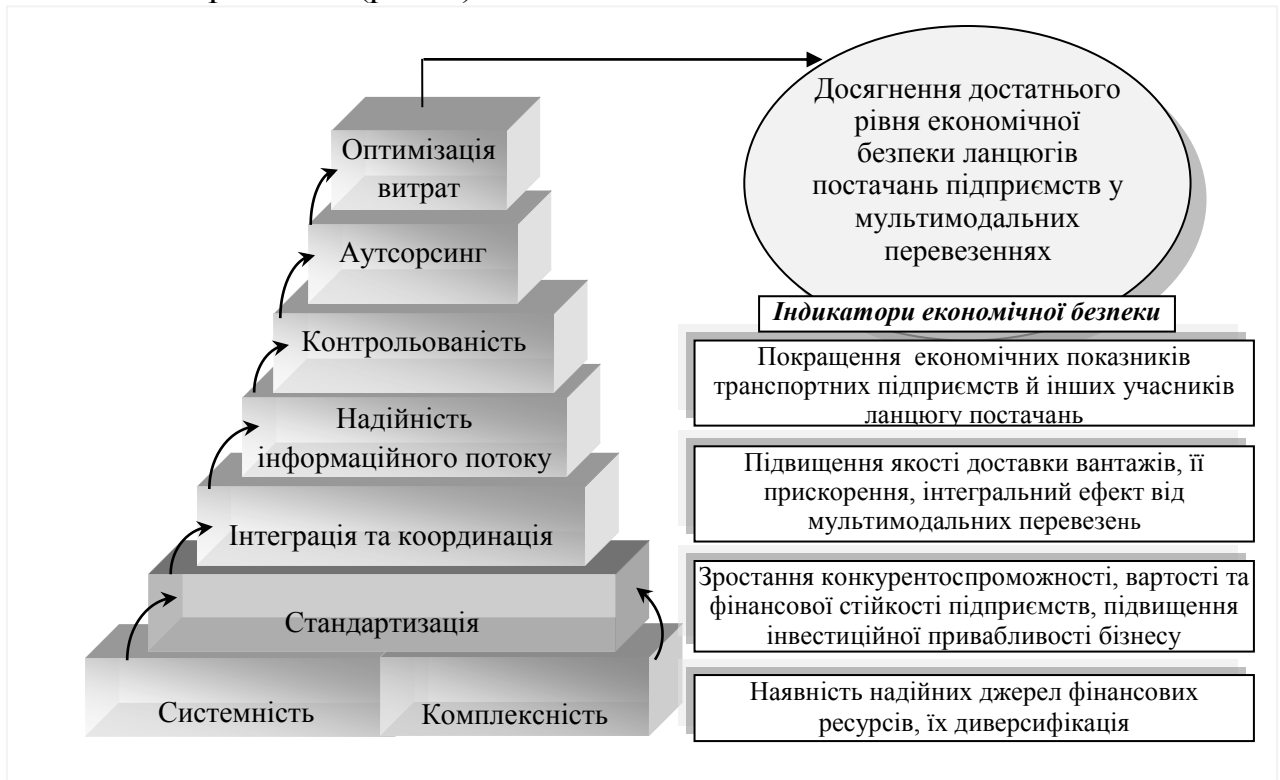 Оптимізація
витрат
Аутсорсинг
Контрольованість
Надійність
інформаційного потоку
Інтеграція та координація
Стандартизація
Системність
Комплексність
Досягнення достатнього
рівня економічної
безпеки ланцюгів
постачань підприємств у
мультимодальних
перевезеннях
Індикатори економічної безпеки
Покращення економічних показників
транспортних підприємств й інших учасників
ланцюгу постачань
Підвищення якості доставки вантажів, її
прискорення, інтегральний ефект від
мультимодальних перевезень
Зростання конкурентоспроможності, вартості та
фінансової стійкості підприємств, підвищення
інвестиційної привабливості бізнесу
Наявність надійних джерел фінансових
ресурсів, їх диверсифікація